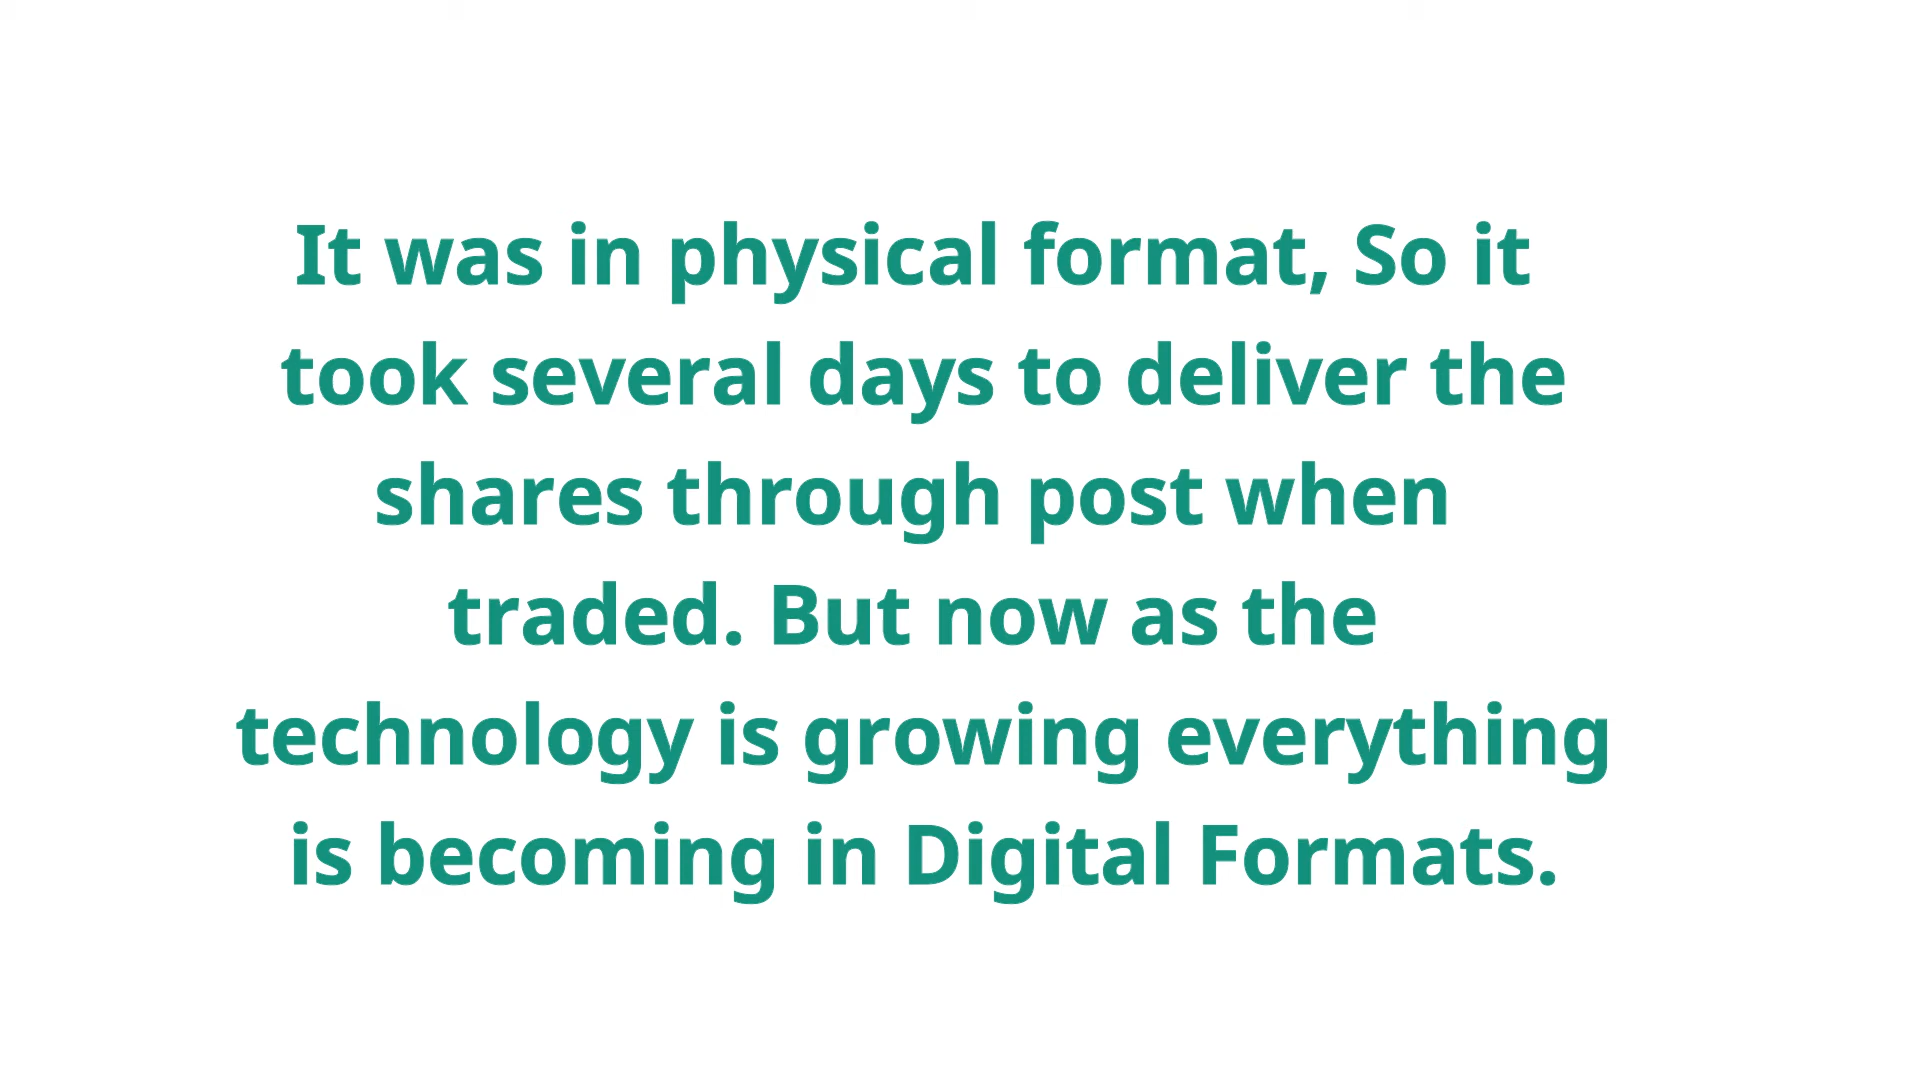 It was in physical format, So it
took several days to deliver the
shares through post when
traded. But now as the
technology is growing everything
is becoming in Digital Formats.